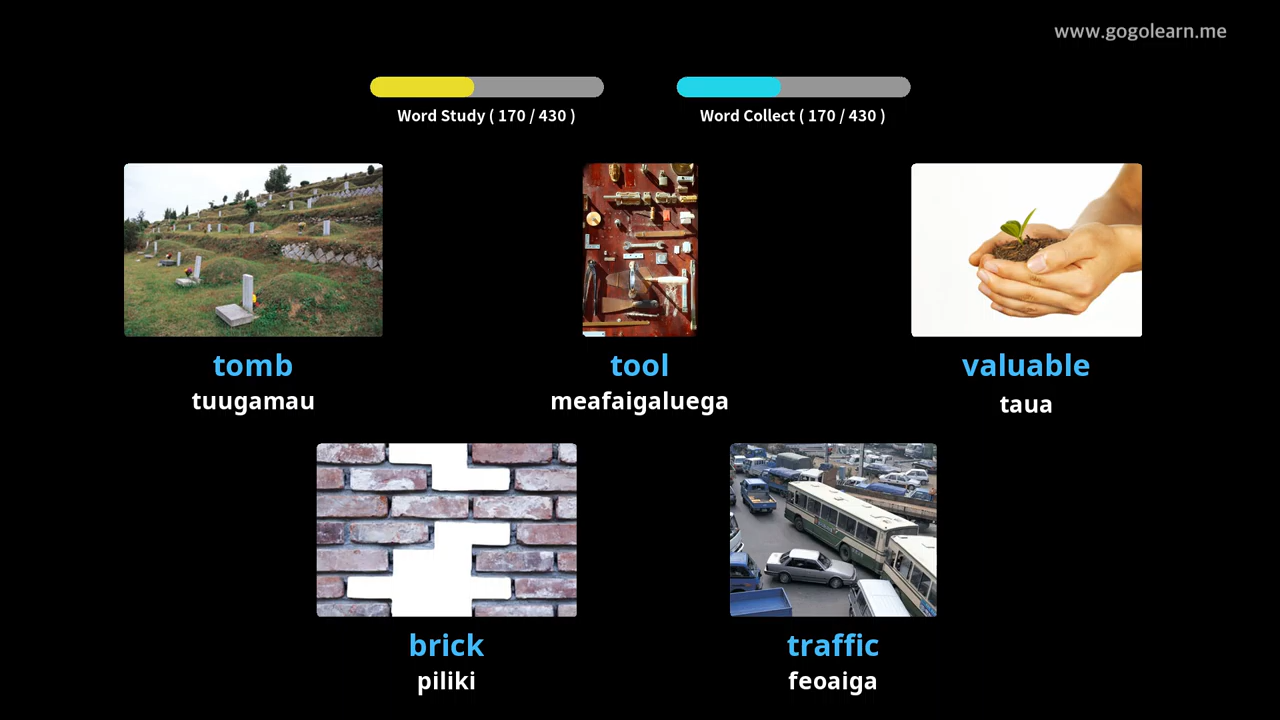 www.gogolearn.me
Word Study ( 170 / 430 )
Word Collect ( 170 / 430 )
tomb
tuugamau
tool
meafaigaluega
valuable
taua
brick
piliki
traffic
feoaiga